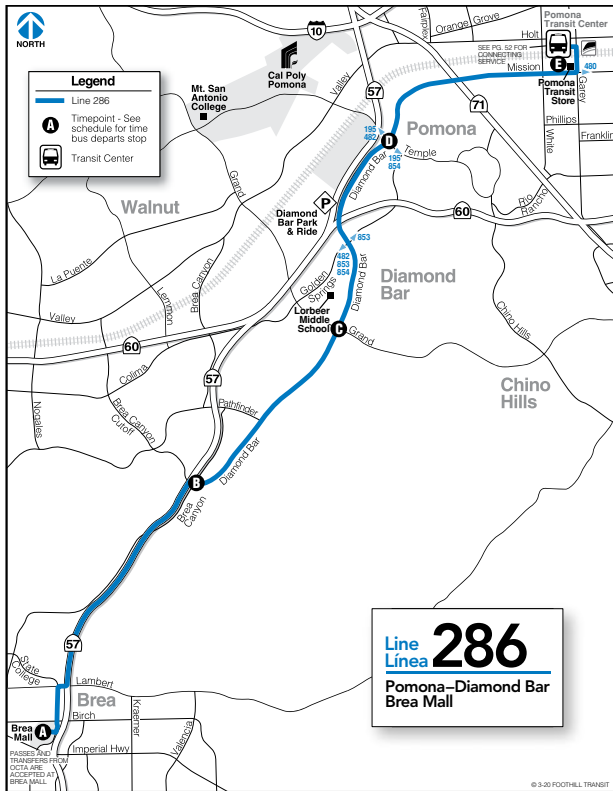 NORTH
Legend
Line 286
A
Timepoint - See
schedule for time
bus departs stop
Transit Center
10
Cal Poly
Pomona
Mt. San
Antonio
College
Valley
Fairplex
Orange Grove
Pomona
Transit Center
Holt
SEE PG. 52 FOR
CONNECTING
SERVICE
Mission
E
Pomona
Transit
Store
480
Garey
Phillips
White
Franklin
57
71
195
482
D
Pomona
Temple
195
854
Diamond Bar
Grand
P
Diamond
Bar Park
& Ride
60
Rio
Rancho
Walnut
853
482
853
854
Golden
Springs
Diamond Bar
Diamond
Bar
La Puente
Lemmon
Brea Canyon
Lorbeer
Middle
School
C
Grand
Chino Hills
Valley
60
Colima
57
Chino
Hills
Nogales
Brea Canyon
Cutoff
Pathfinder
Diamond Bar
B
Brea
Canyon
57
State
College
Lambert
Brea
Birch
Brea
Mall
A
Kraemer
Valencia
Imperial Hwy
PASSES AND
TRANSFERS FROM
OCTA ARE
ACCEPTED AT
BREA MALL
Line
Línea
286
Pomona–Diamond Bar
Brea Mall
© 3-20 FOOTHILL TRANSIT